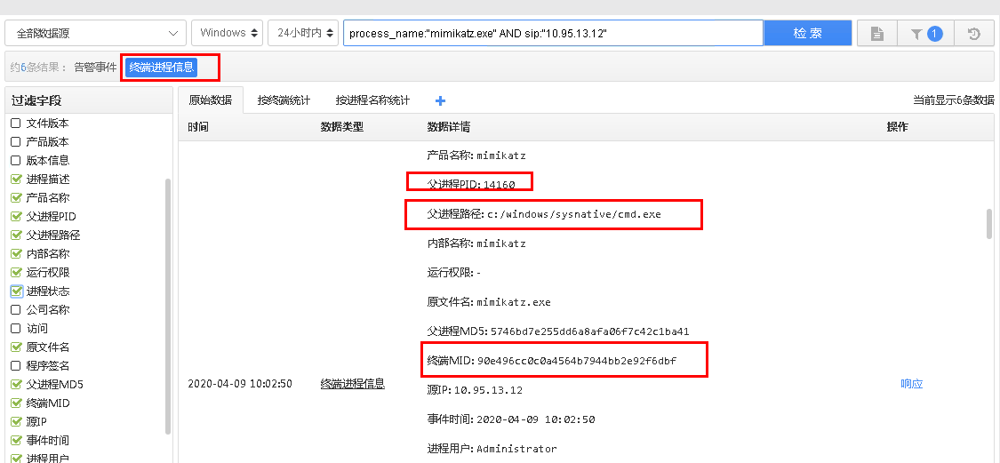 全部数据源 Windows 24小时内 process_name:"mimikatz.exe" AND sip:"10.95.13.12" 检 索 1
约6条结果： 告警事件 终端进程信息
过滤字段
文件版本
产品版本
版本信息
进程描述
产品名称
父进程PID
父进程路径
内部名称
运行权限
进程状态
公司名称
访问
原文件名
程序签名
父进程MD5
终端MID
源IP
事件时间
进程用户
原始数据 按终端统计 按进程名称统计 + 当前显示6条数据
时间 数据类型 数据详情 操作
产品名称: mimikatz
父进程PID: 14160
父进程路径: c:/windows/sysnative/cmd.exe
内部名称: mimikatz
运行权限: -
原文件名: mimikatz.exe
父进程MD5: 5746bd7e255dd6a8afa06f7c42c1ba41
终端MID: 90e496cc0c0a4564b7944bb2e92f6dbf
2020-04-09 10:02:50 终端进程信息 响应
源IP: 10.95.13.12
事件时间: 2020-04-09 10:02:50
进程用户: Administrator